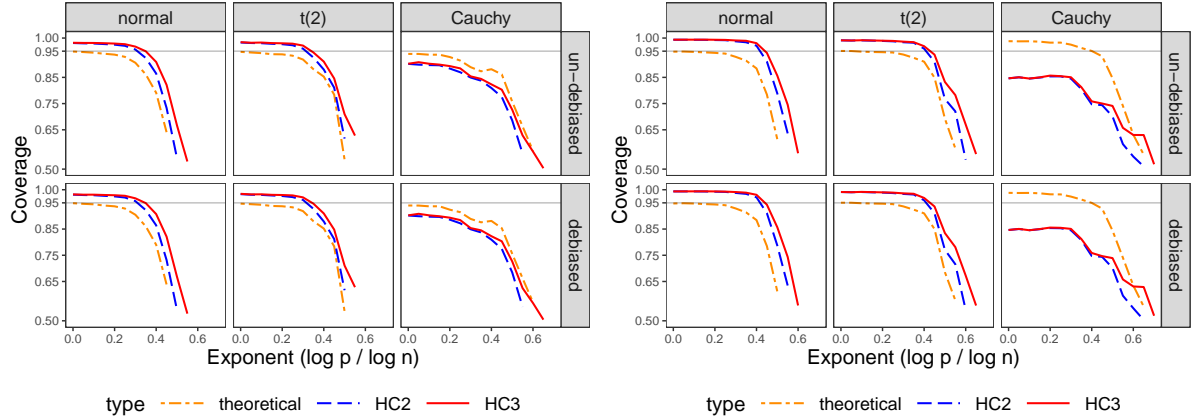 normal t(2) Cauchy
1.00
0.95
0.85
0.75
0.65
0.50
un−debiased
1.00
0.95
0.85
0.75
0.65
0.50
debiased
Coverage
0.0 0.2 0.4 0.6 0.0 0.2 0.4 0.6 0.0 0.2 0.4 0.6
Exponent (log p / log n)
type theoretical HC2 HC3
normal t(2) Cauchy
1.00
0.95
0.85
0.75
0.65
0.50
un−debiased
1.00
0.95
0.85
0.75
0.65
0.50
debiased
Coverage
0.0 0.2 0.4 0.6 0.0 0.2 0.4 0.6 0.0 0.2 0.4 0.6
Exponent (log p / log n)
type theoretical HC2 HC3